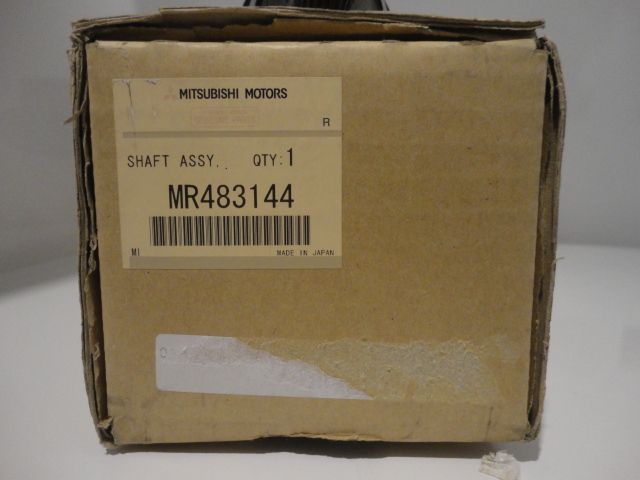 MITSUBISHI MOTORS
R
SHAFT ASSY,. QTY:1
MR483144
MI MADE IN JAPAN